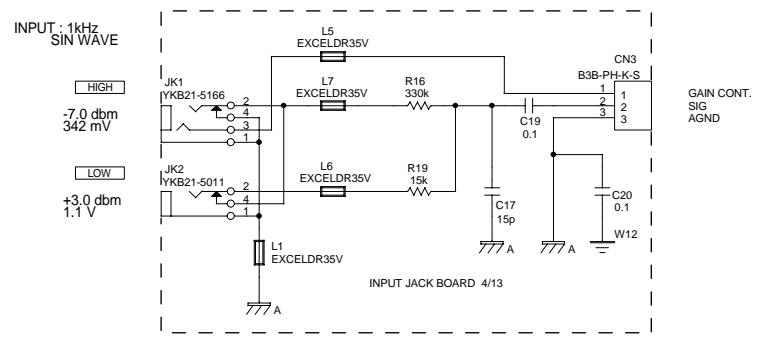 INPUT : 1kHz
SIN WAVE
HIGH
-7.0 dbm
342 mV
LOW
+3.0 dbm
1.1 V
JK1
YKB21-5166
2
4
3
1
JK2
YKB21-5011
2
4
1
L5
EXCELDR35V
L7
EXCELDR35V
R16
330k
L6
EXCELDR35V
R19
15k
L1
EXCELDR35V
A
C17
15p
A
C19
0.1
CN3
B3B-PH-K-S
1 1
2 2
3 3
GAIN CONT.
SIG
AGND
C20
0.1
A
W12
INPUT JACK BOARD 4/13